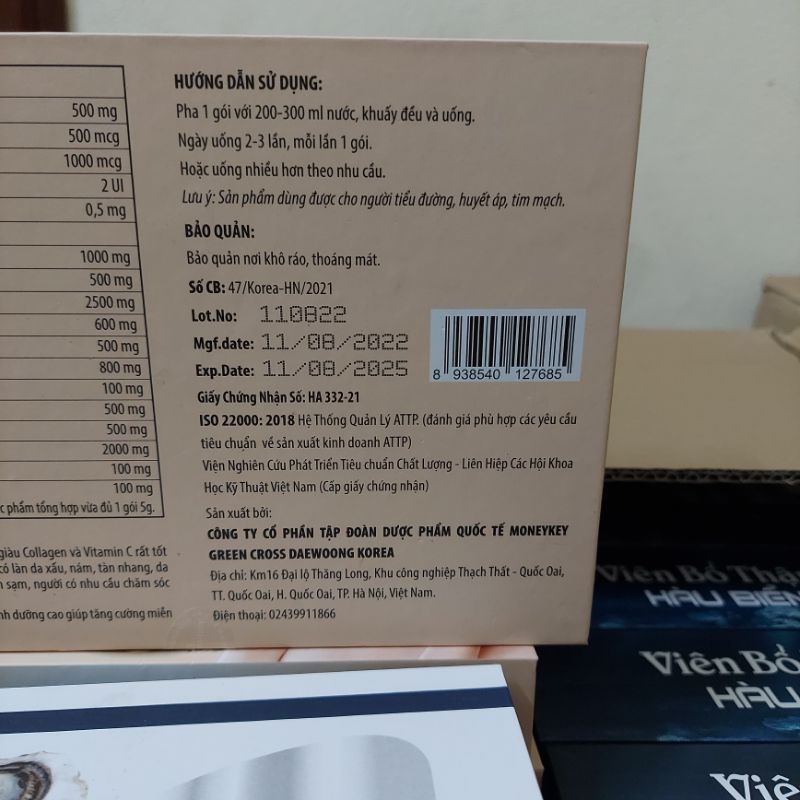 500 mg
500 mcg
1000 mcg
2 UI
0,5 mg
1000 mg
500 mg
2500 mg
600 mg
500 mg
800 mg
100 mg
500 mg
500 mg
2000 mg
100 mg
100 mg
phẩm tổng hợp vừa đủ 1 gói 5g.
giàu Collagen và Vitamin C rất tốt
có làn da xấu, nám, tàn nhang, da
sạm, người có nhu cầu chăm sóc
dưỡng cao giúp tăng cường miễn
HƯỚNG DẪN SỬ DỤNG:
Pha 1 gói với 200-300 ml nước, khuấy đều và uống.
Ngày uống 2-3 lần, mỗi lần 1 gói.
Hoặc uống nhiều hơn theo nhu cầu.
Lưu ý: Sản phẩm dùng được cho người tiểu đường, huyết áp, tim mạch.
BẢO QUẢN:
Bảo quản nơi khô ráo, thoáng mát.
Số CB: 47/Korea-HN/2021
Lot.No: 110822
Mgf.date: 11/08/2022
Exp.Date: 11/08/2025
8 938540 127685
Giấy Chứng Nhận Số: HA 332-21
ISO 22000: 2018 Hệ Thống Quản Lý ATTP. (đánh giá phù hợp các yêu cầu
tiêu chuẩn về sản xuất kinh doanh ATTP)
Viện Nghiên Cứu Phát Triển Tiêu chuẩn Chất Lượng - Liên Hiệp Các Hội Khoa
Học Kỹ Thuật Việt Nam (Cấp giấy chứng nhận)
Sản xuất bởi:
CÔNG TY CỔ PHẦN TẬP ĐOÀN DƯỢC PHẨM QUỐC TẾ MONEYKEY
GREEN CROSS DAEWOONG KOREA
Địa chỉ: Km16 Đại lộ Thăng Long, Khu công nghiệp Thạch Thất - Quốc Oai,
TT. Quốc Oai, H. Quốc Oai, TP. Hà Nội, Việt Nam.
Điện thoại: 02439911866
Viên Bổ Thậ
HÀU BIỂN
Viên Bổ
HÀU
Viên